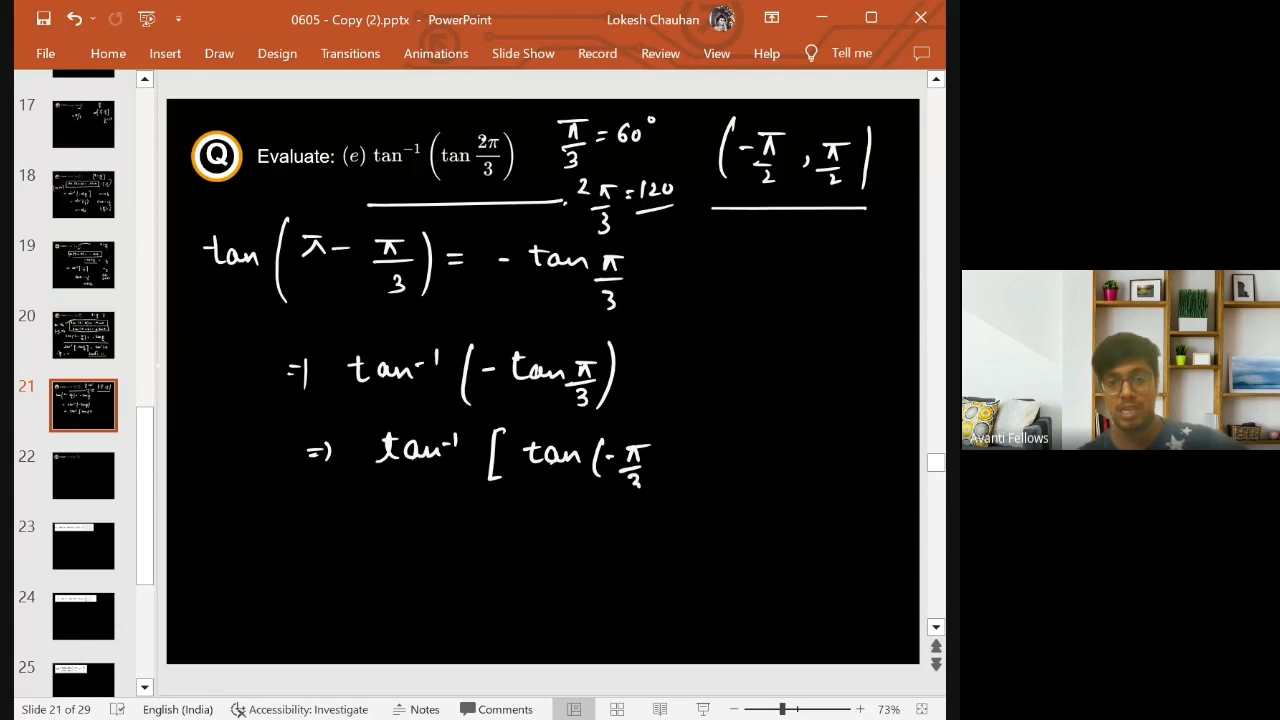 0605 - Copy (2).pptx - PowerPoint
Lokesh Chauhan
File Home Insert Draw Design Transitions Animations Slide Show Record Review View Help Tell me
17
18
19
20
21
22
23
24
25
Q Evaluate: (e) tan⁻¹ (tan 2π/3)
π/3 = 60°
2π/3 = 120
(-π/2, π/2)
tan (π - π/3) = - tan π/3
=) tan⁻¹ (- tan π/3)
=) tan⁻¹ [ tan (- π/3
Avanti Fellows
Slide 21 of 29 English (India) Accessibility: Investigate Notes Comments 73%